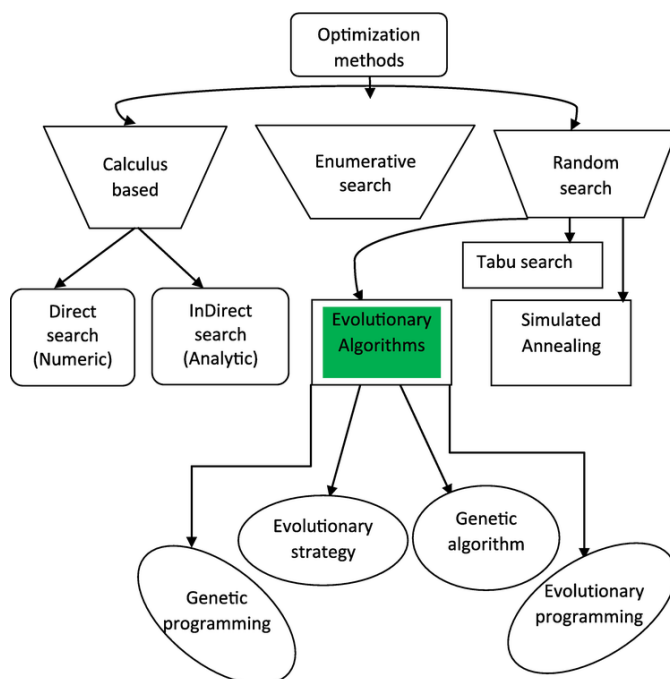 Optimization
methods
Calculus
based
Enumerative
search
Random
search
Tabu search
Direct
search
(Numeric)
InDirect
search
(Analytic)
Evolutionary
Algorithms
Simulated
Annealing
Evolutionary
strategy
Genetic
algorithm
Genetic
programming
Evolutionary
programming